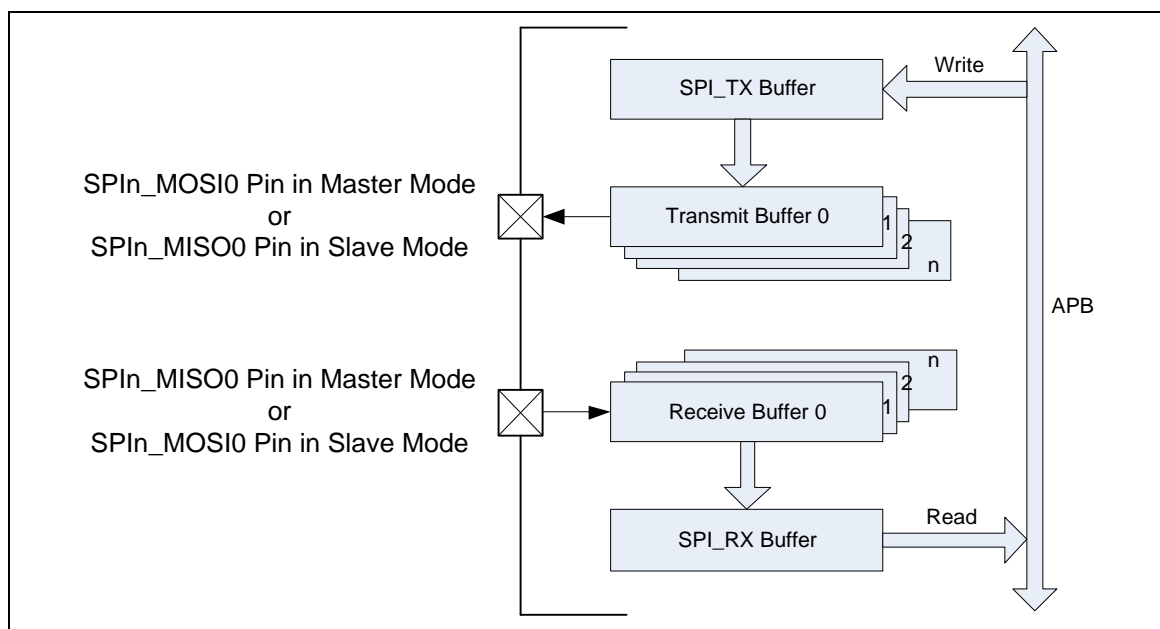 Write
SPI_TX Buffer
SPIn_MOSI0 Pin in Master Mode
or
SPIn_MISO0 Pin in Slave Mode
Transmit Buffer 0
1
2
n
APB
SPIn_MISO0 Pin in Master Mode
or
SPIn_MOSI0 Pin in Slave Mode
n
2
1
Receive Buffer 0
Read
SPI_RX Buffer